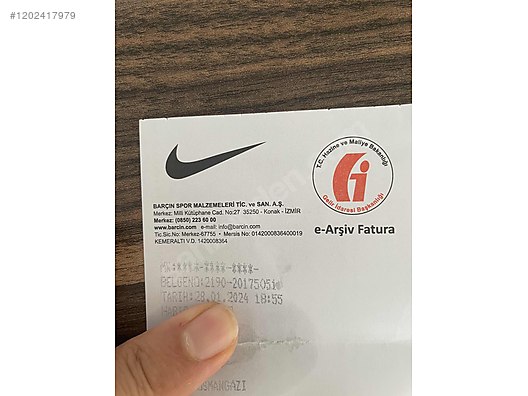 #1202417979
T.C. Hazine ve Maliye Bakanlığı
Gelir İdaresi Başkanlığı
e-Arşiv Fatura
BARÇIN SPOR MALZEMELERİ TİC. ve SAN. A.Ş.
Merkez: Milli Kütüphane Cad. No:27 35250 - Konak - İZMİR
Merkez: (0850) 223 60 00
www.barcin.com e-mail: info@barcin.com
Tic.Sic.No: Merkez-67755 • Mersis No: 0142000836400019
KEMERALTI V.D. 1420008364
BELGENO:2190-20175051
TARIH:28.01.2024 18:55